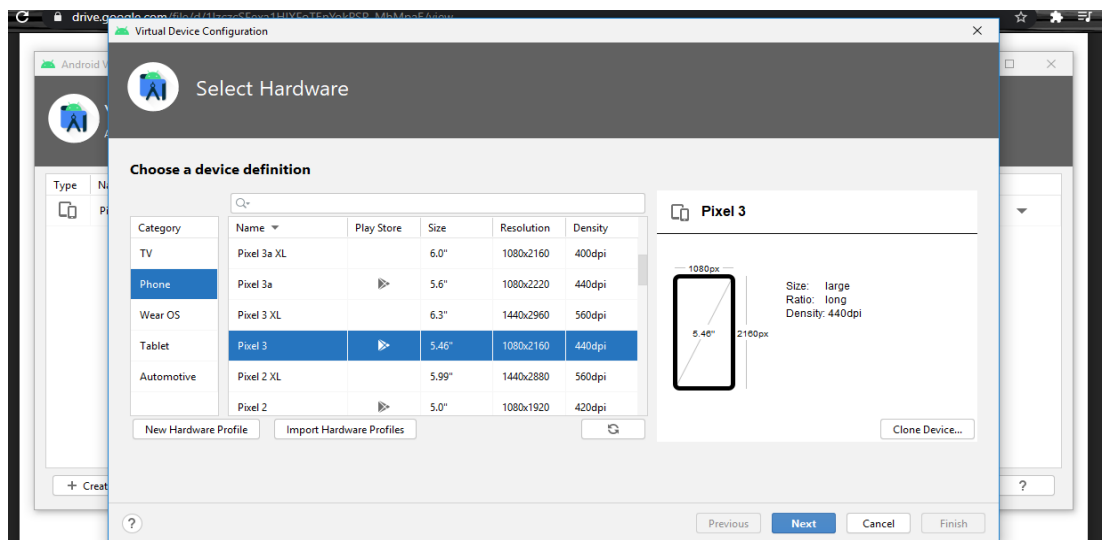 drive.google.com/file/d/
Virtual Device Configuration
Android V
Select Hardware
Choose a device definition
Type
Category
Name Play Store Size Resolution Density
TV Pixel 3a XL 6.0" 1080x2160 400dpi
Phone Pixel 3a 5.6" 1080x2220 440dpi
Wear OS Pixel 3 XL 6.3" 1440x2960 560dpi
Tablet Pixel 3 5.46" 1080x2160 440dpi
Automotive Pixel 2 XL 5.99" 1440x2880 560dpi
Pixel 2 5.0" 1080x1920 420dpi
New Hardware Profile Import Hardware Profiles
Pixel 3
1080px
Size: large
Ratio: long
Density: 440dpi
5.46" 2160px
Clone Device...
+ Creat
?
? Previous Next Cancel Finish